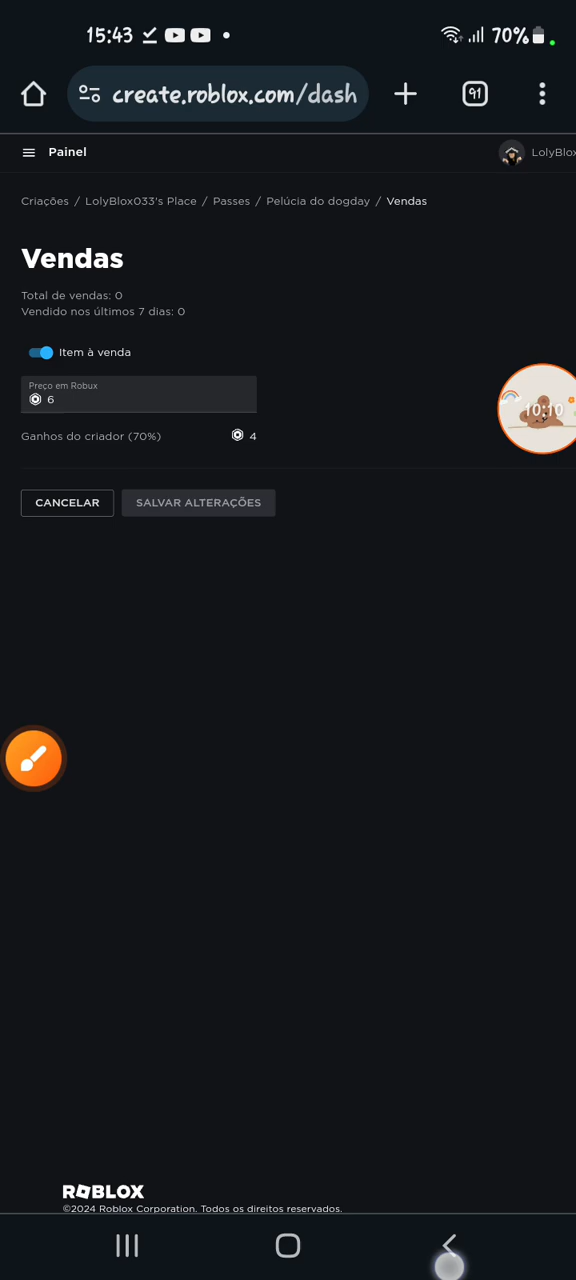 15:43 70%
create.roblox.com/dash 91
Painel LolyBlox
Criações / LolyBlox033's Place / Passes / Pelúcia do dogday / Vendas
Vendas
Total de vendas: 0
Vendido nos últimos 7 dias: 0
Item à venda
Preço em Robux
6
10:10
Ganhos do criador (70%) 4
CANCELAR SALVAR ALTERAÇÕES
ROBLOX
©2024 Roblox Corporation. Todos os direitos reservados.